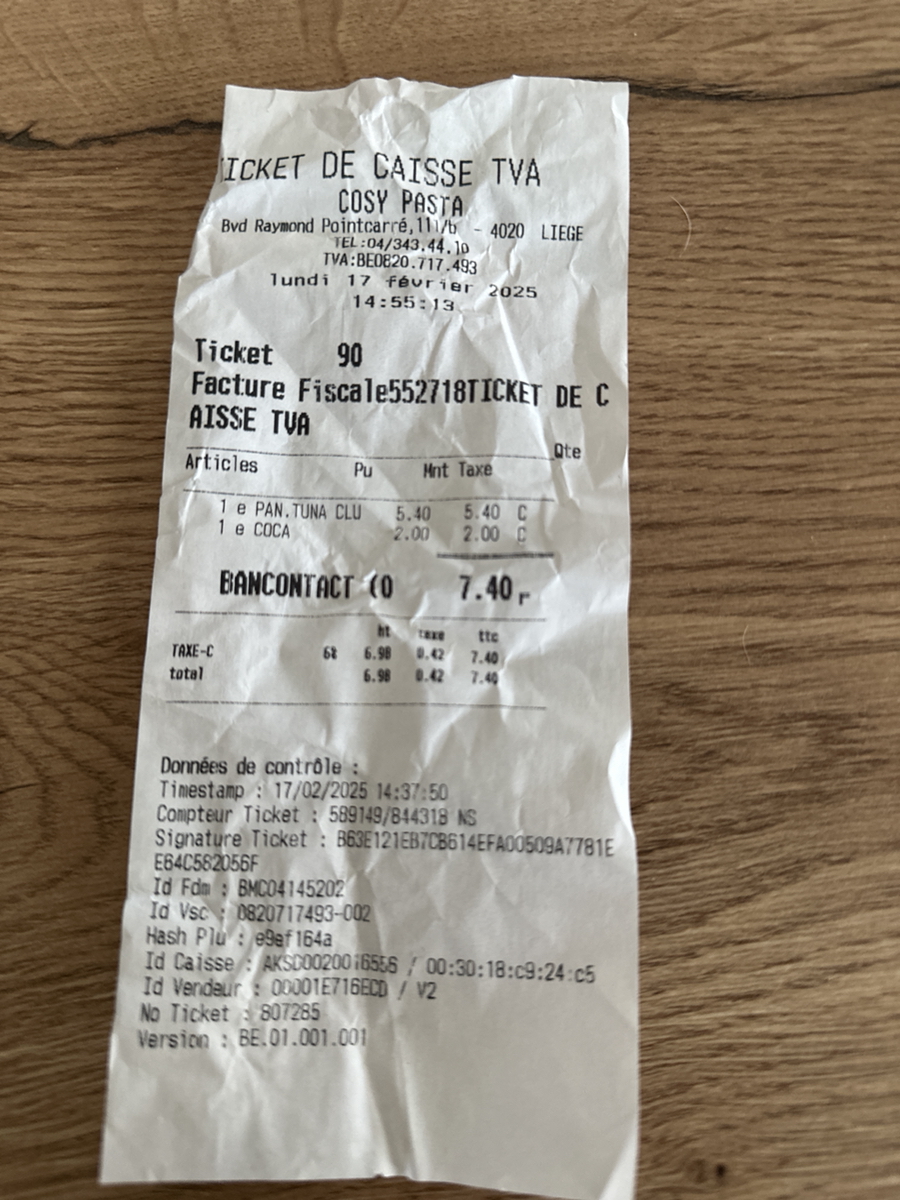 TICKET DE CAISSE TVA
COSY PASTA
Bvd Raymond Pointcarré,111/b - 4020 LIEGE
TEL:04/343.44.10
TVA:BE0820.717.493
lundi 17 février 2025
14:55:13
Ticket 90
Facture Fiscale552718TICKET DE C
AISSE TVA
Qte
Articles Pu Mnt Taxe
1 e PAN.TUNA CLU 5.40 5.40 C
1 e COCA 2.00 2.00 C
BANCONTACT (O 7.40
ht taxe ttc
TAXE-C 6% 6.98 0.42 7.40
total 6.98 0.42 7.40
Données de contrôle :
Timestamp : 17/02/2025 14:37:50
Compteur Ticket : 589149/844318 NS
Signature Ticket : B63E121EB7CB614EFA00509A7781E
E64C582056F
Id Fdm : BMC04145202
Id Vsc : 0820717493-002
Hash Plu : e9ef164a
Id Caisse : AKSD0020016556 / 00:30:18:c9:24:c5
Id Vendeur : 00001E716ECD / V2
No Ticket : 807285
Version : BE.01.001.001